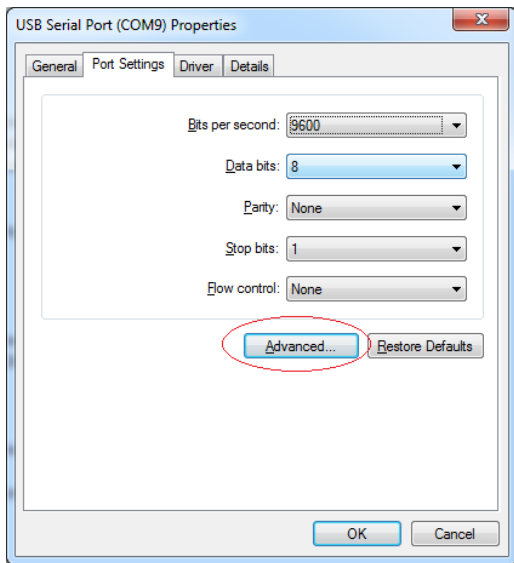 USB Serial Port (COM9) Properties
General Port Settings Driver Details
Bits per second: 9600
Data bits: 8
Parity: None
Stop bits: 1
Flow control: None
Advanced... Restore Defaults
OK Cancel